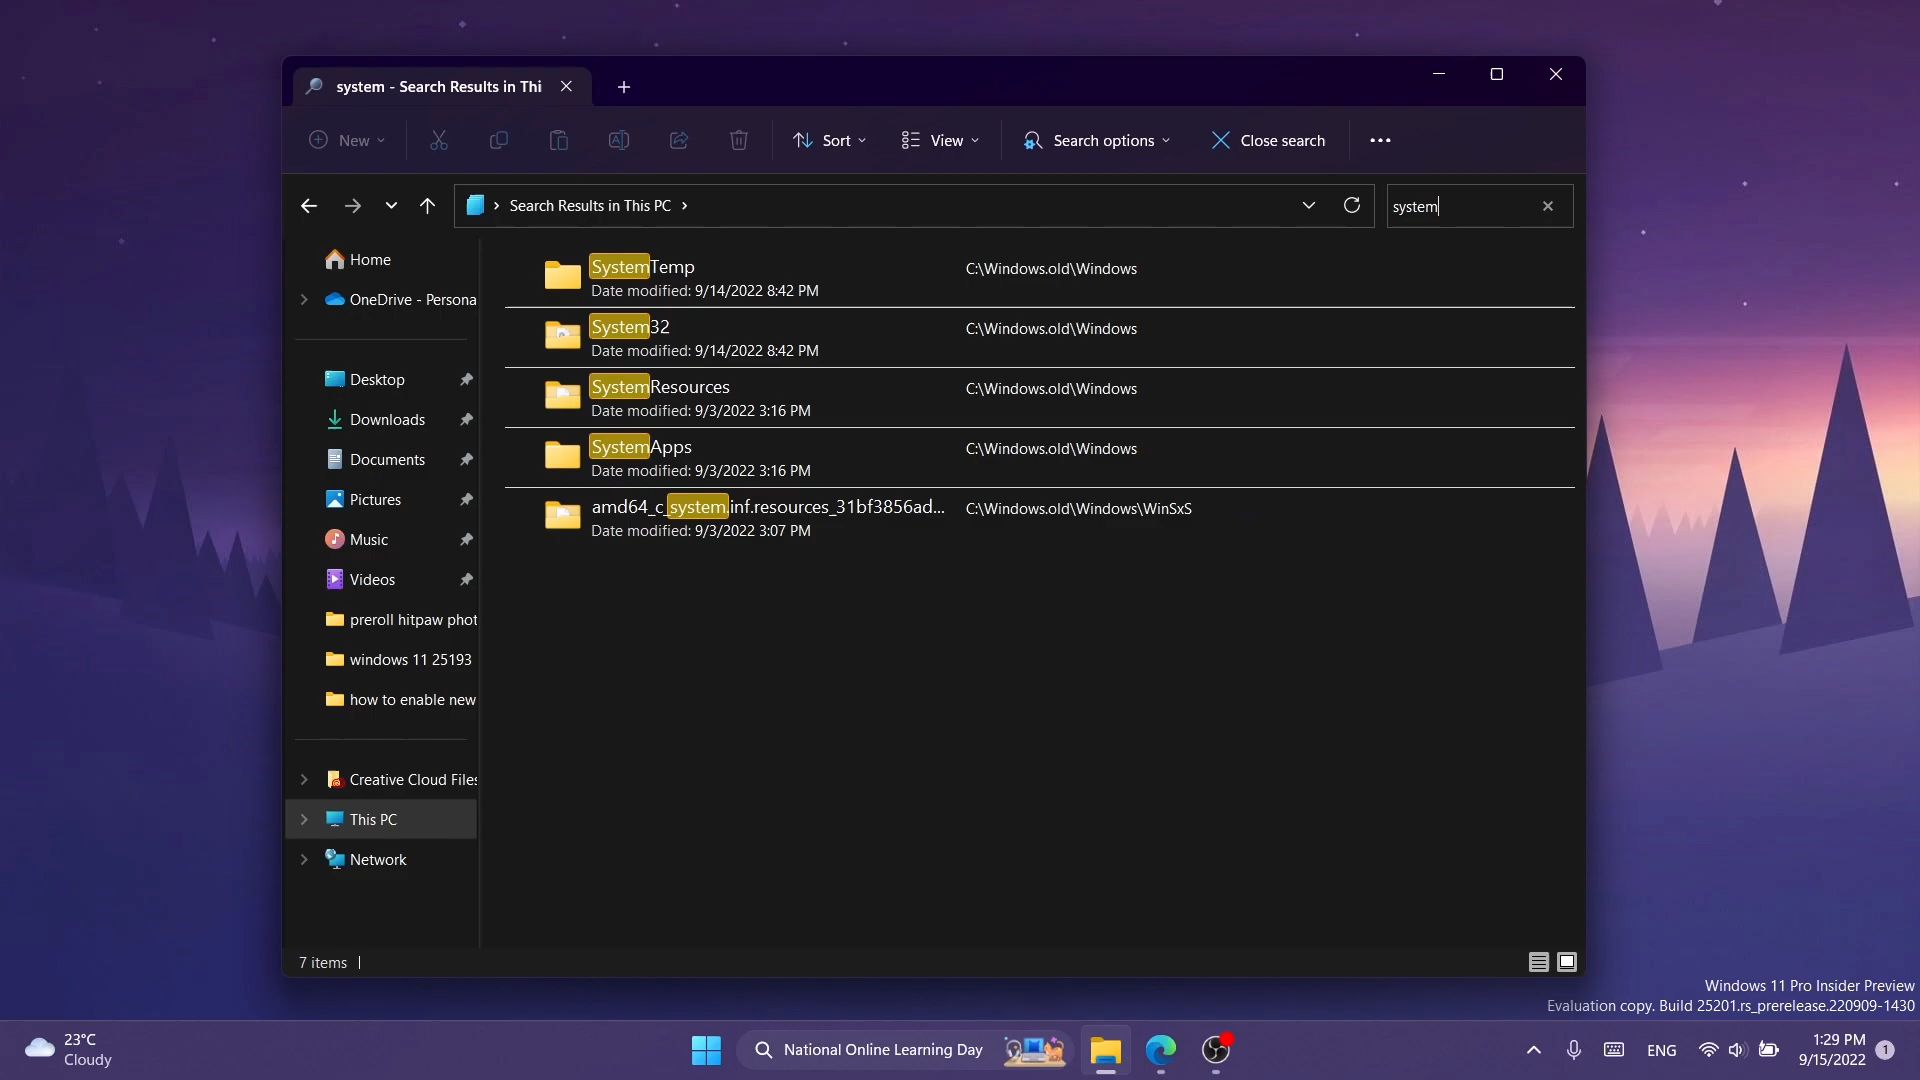 system - Search Results in Thi
New
Sort
View
Search options
Close search
Search Results in This PC
system
Home
OneDrive - Persona
Desktop
Downloads
Documents
Pictures
Music
Videos
preroll hitpaw phot
windows 11 25193
how to enable new
Creative Cloud Files
This PC
Network
SystemTemp
Date modified: 9/14/2022 8:42 PM
C:\Windows.old\Windows
System32
Date modified: 9/14/2022 8:42 PM
C:\Windows.old\Windows
SystemResources
Date modified: 9/3/2022 3:16 PM
C:\Windows.old\Windows
SystemApps
Date modified: 9/3/2022 3:16 PM
C:\Windows.old\Windows
amd64_c_system.inf.resources_31bf3856ad...
Date modified: 9/3/2022 3:07 PM
C:\Windows.old\Windows\WinSxS
7 items
Windows 11 Pro Insider Preview
Evaluation copy. Build 25201.rs_prerelease.220909-1430
23°C
Cloudy
National Online Learning Day
ENG
1:29 PM
9/15/2022
1